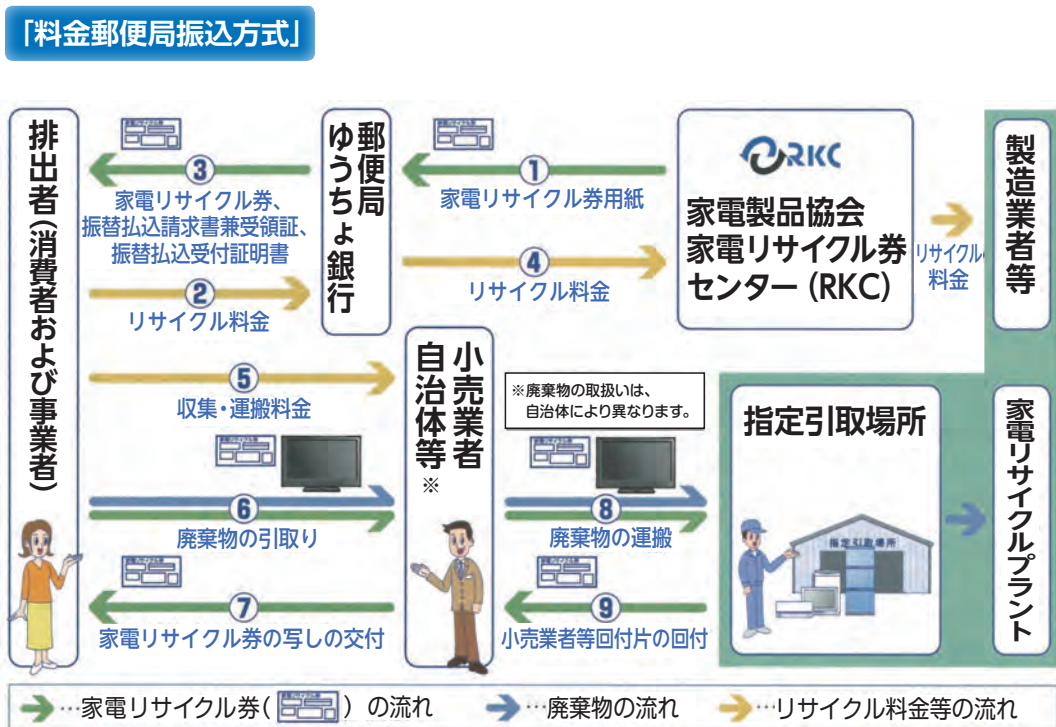 「料金郵便局振込方式」
排出者(消費者および事業者)
③
家電リサイクル券、
振替払込請求書兼受領証、
振替払込受付証明書
②
リサイクル料金
郵便局
ゆうちょ銀行
①
家電リサイクル券用紙
④
リサイクル料金
RKC
家電製品協会
家電リサイクル券
センター(RKC)
リサイクル
料金
製造業者等
⑤
収集・運搬料金
小売業者
自治体等
※
※廃棄物の取扱いは、
自治体により異なります。
⑥
廃棄物の引取り
⑦
家電リサイクル券の写しの交付
⑧
廃棄物の運搬
⑨
小売業者等回付片の回付
指定引取場所
指定引取場所
家電リサイクルプラント
…家電リサイクル券( )の流れ
…廃棄物の流れ
…リサイクル料金等の流れ